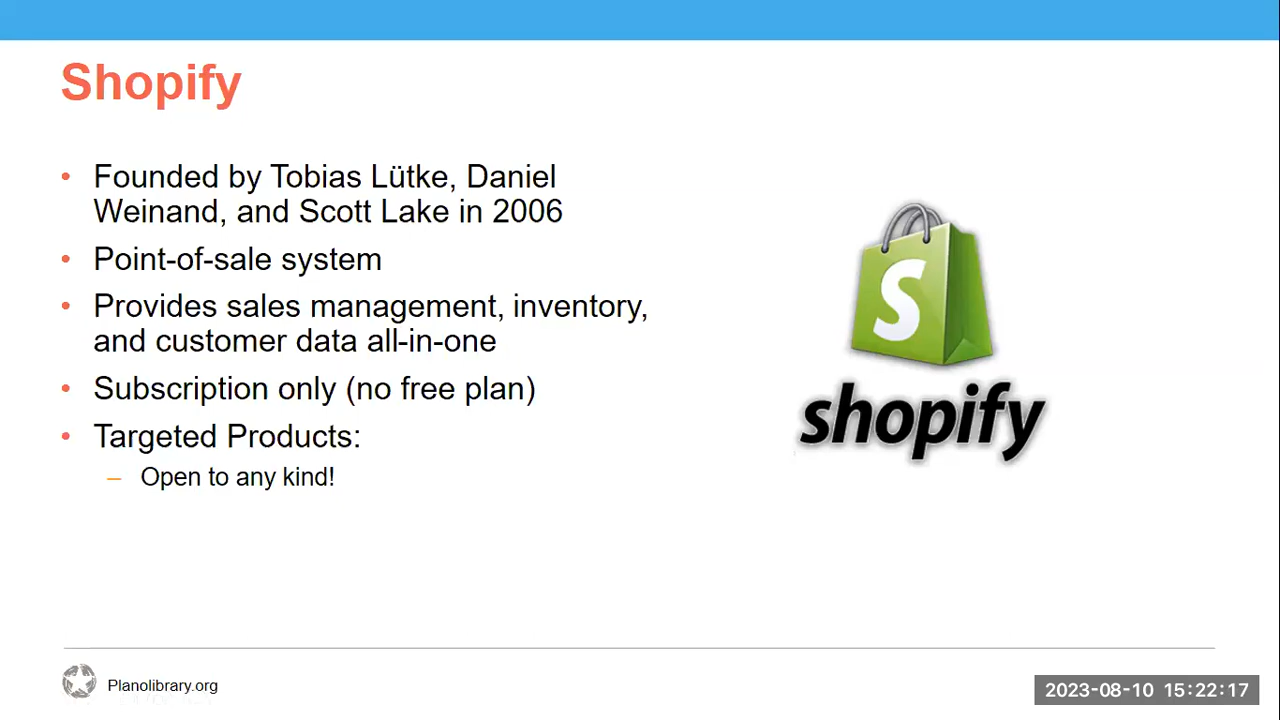 Shopify
• Founded by Tobias Lütke, Daniel
Weinand, and Scott Lake in 2006
• Point-of-sale system
• Provides sales management, inventory,
and customer data all-in-one
• Subscription only (no free plan)
• Targeted Products:
– Open to any kind!
S
shopify
Planolibrary.org
2023-08-10 15:22:17